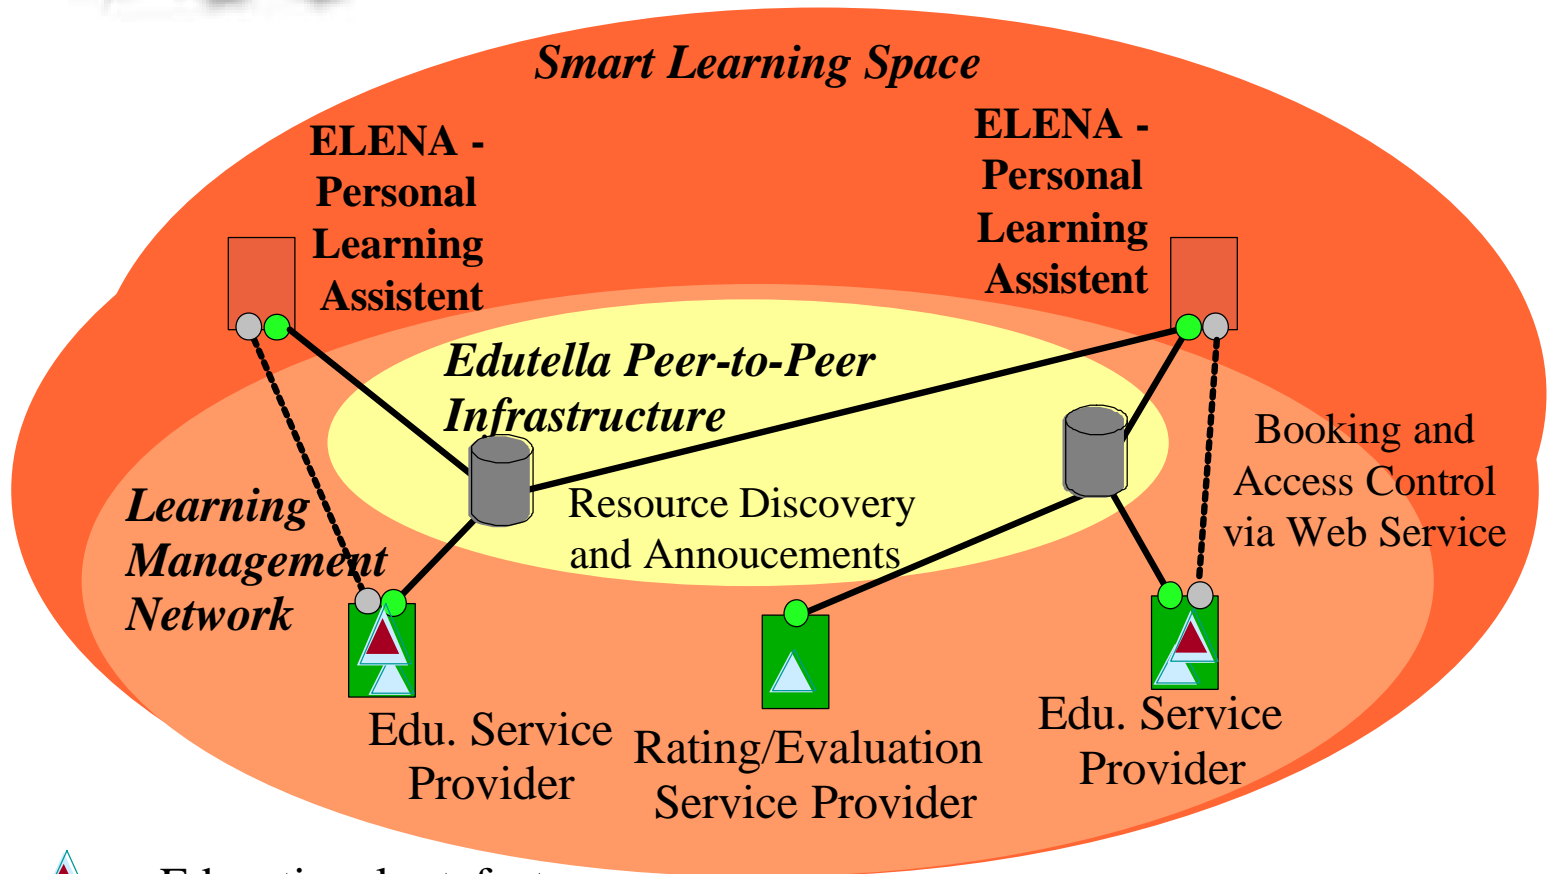 Smart Learning Space
ELENA -
Personal
Learning
Assistent
ELENA -
Personal
Learning
Assistent
Edutella Peer-to-Peer
Infrastructure
Booking and
Access Control
via Web Service
Resource Discovery
and Annoucements
Learning
Management
Network
Edu. Service
Provider
Rating/Evaluation
Service Provider
Edu. Service
Provider